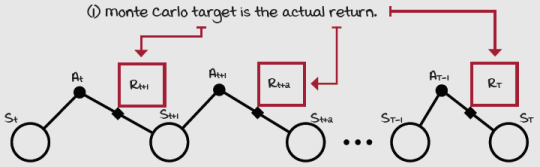 (1) monte Carlo target is the actual return.
At Rt+1 At+1 Rt+2 AT-1 RT
St St+1 St+2 ST-1 ST